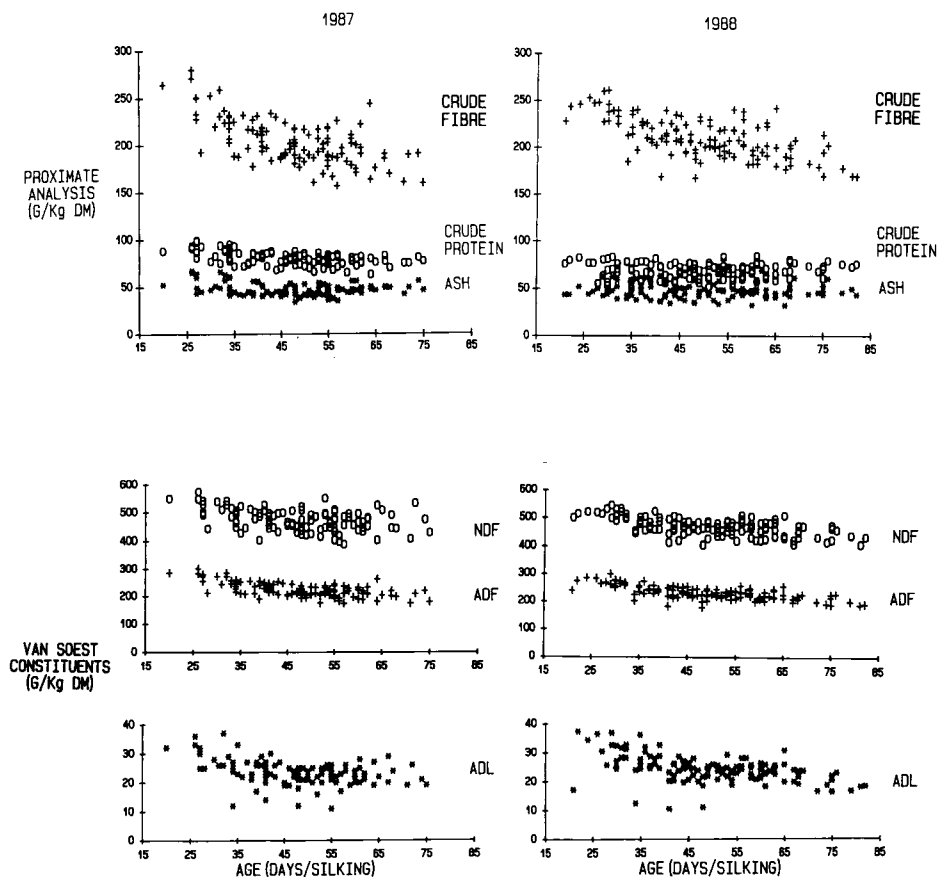 1987
1988
300
250
200
150
100
50
0
15 25 35 45 55 65 75 85
CRUDE
FIBRE
CRUDE
PROTEIN
ASH
PROXIMATE
ANALYSIS
(G/Kg DM)
300
250
200
150
100
50
0
15 25 35 45 55 65 75 85
CRUDE
FIBRE
CRUDE
PROTEIN
ASH
600
500
400
300
200
100
0
15 25 35 45 55 65 75 85
NDF
ADF
600
500
400
300
200
100
0
15 25 35 45 55 65 75 85
NDF
ADF
VAN SOEST
CONSTITUENTS
(G/Kg DM)
40
30
20
10
0
15 25 35 45 55 65 75 85
ADL
AGE (DAYS/SILKING)
40
30
20
10
0
15 25 35 45 55 65 75 85
ADL
AGE (DAYS/SILKING)